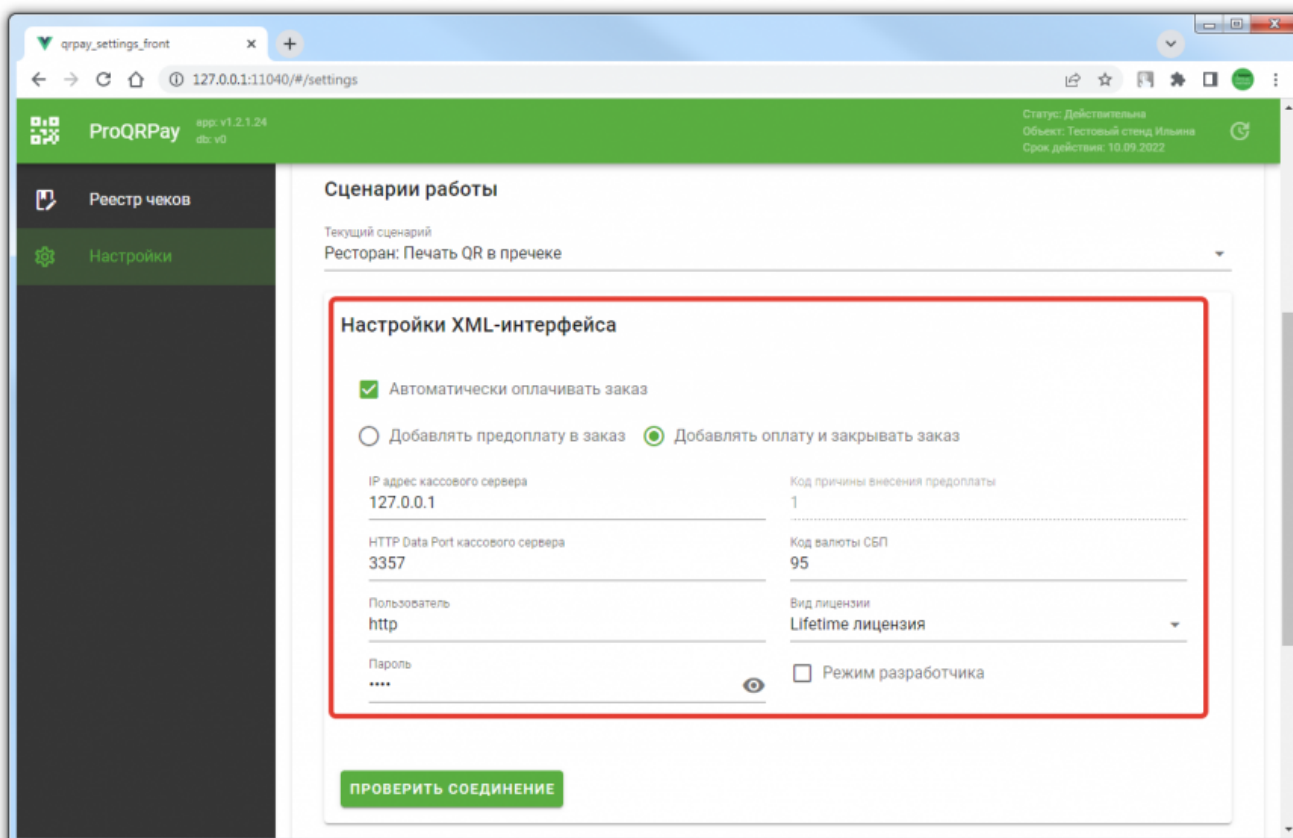 qrpay_settings_front
127.0.0.1:11040/#/settings
ProQRPay
app: v1.2.1.24
db: v0
Статус: Действительна
Объект: Тестовый стенд Ильина
Срок действия: 10.09.2022
Реестр чеков
Настройки
Сценарии работы
Текущий сценарий
Ресторан: Печать QR в пречеке
Настройки XML-интерфейса
Автоматически оплачивать заказ
Добавлять предоплату в заказ Добавлять оплату и закрывать заказ
IP адрес кассового сервера
127.0.0.1
Код причины внесения предоплаты
1
HTTP Data Port кассового сервера
3357
Код валюты СБП
95
Пользователь
http
Вид лицензии
Lifetime лицензия
Пароль
••••
Режим разработчика
ПРОВЕРИТЬ СОЕДИНЕНИЕ